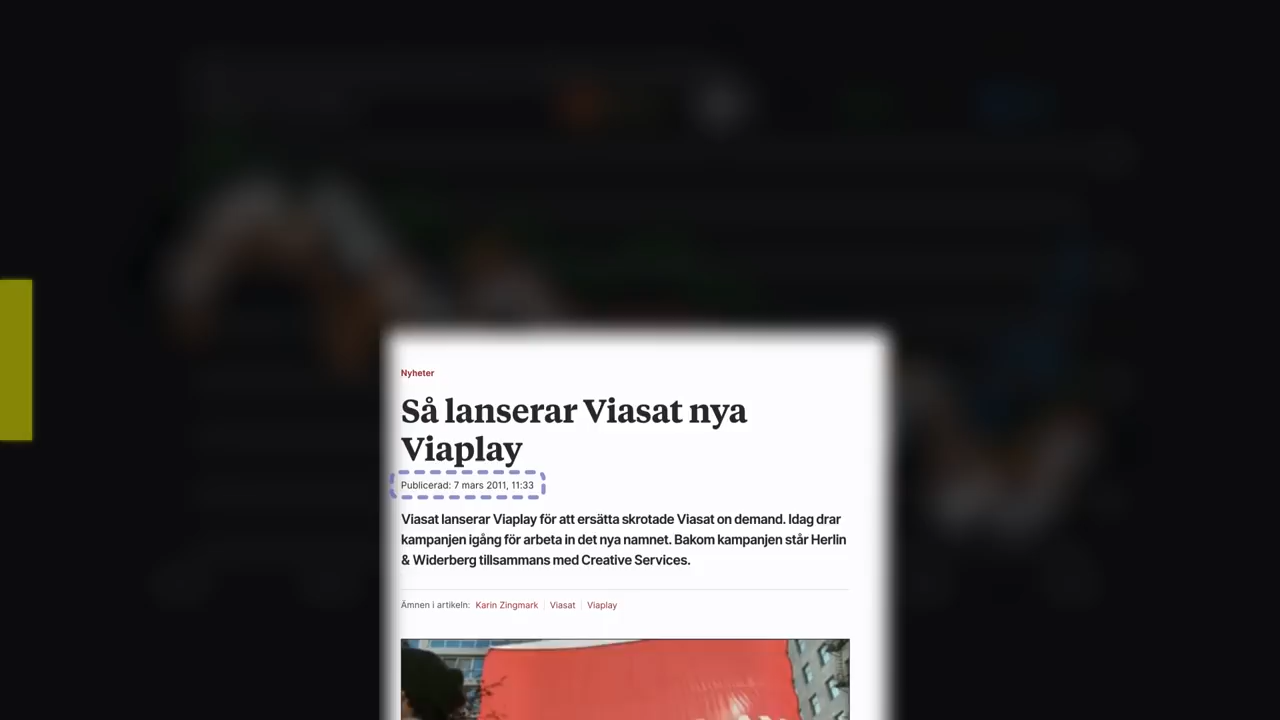 Nyheter
Så lanserar Viasat nya
Viaplay
Publicerad: 7 mars 2011, 11:33
Viasat lanserar Viaplay för att ersätta skrotade Viasat on demand. Idag drar
kampanjen igång för arbeta in det nya namnet. Bakom kampanjen står Herlin
& Widerberg tillsammans med Creative Services.
Ämnen i artikeln: Karin Zingmark Viasat Viaplay